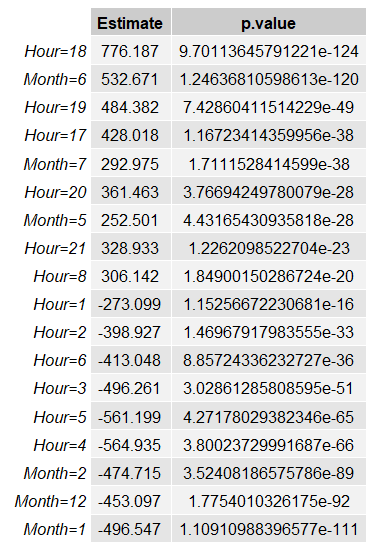 Estimate p.value
Hour=18 776.187 9.70113645791221e-124
Month=6 532.671 1.24636810598613e-120
Hour=19 484.382 7.42860411514229e-49
Hour=17 428.018 1.16723414359956e-38
Month=7 292.975 1.7111528414599e-38
Hour=20 361.463 3.76694249780079e-28
Month=5 252.501 4.43165430935818e-28
Hour=21 328.933 1.2262098522704e-23
Hour=8 306.142 1.84900150286724e-20
Hour=1 -273.099 1.15256672230681e-16
Hour=2 -398.927 1.46967917983555e-33
Hour=6 -413.048 8.85724336232727e-36
Hour=3 -496.261 3.02861285808595e-51
Hour=5 -561.199 4.27178029382346e-65
Hour=4 -564.935 3.80023729991687e-66
Month=2 -474.715 3.52408186575786e-89
Month=12 -453.097 1.7754010326175e-92
Month=1 -496.547 1.10910988396577e-111